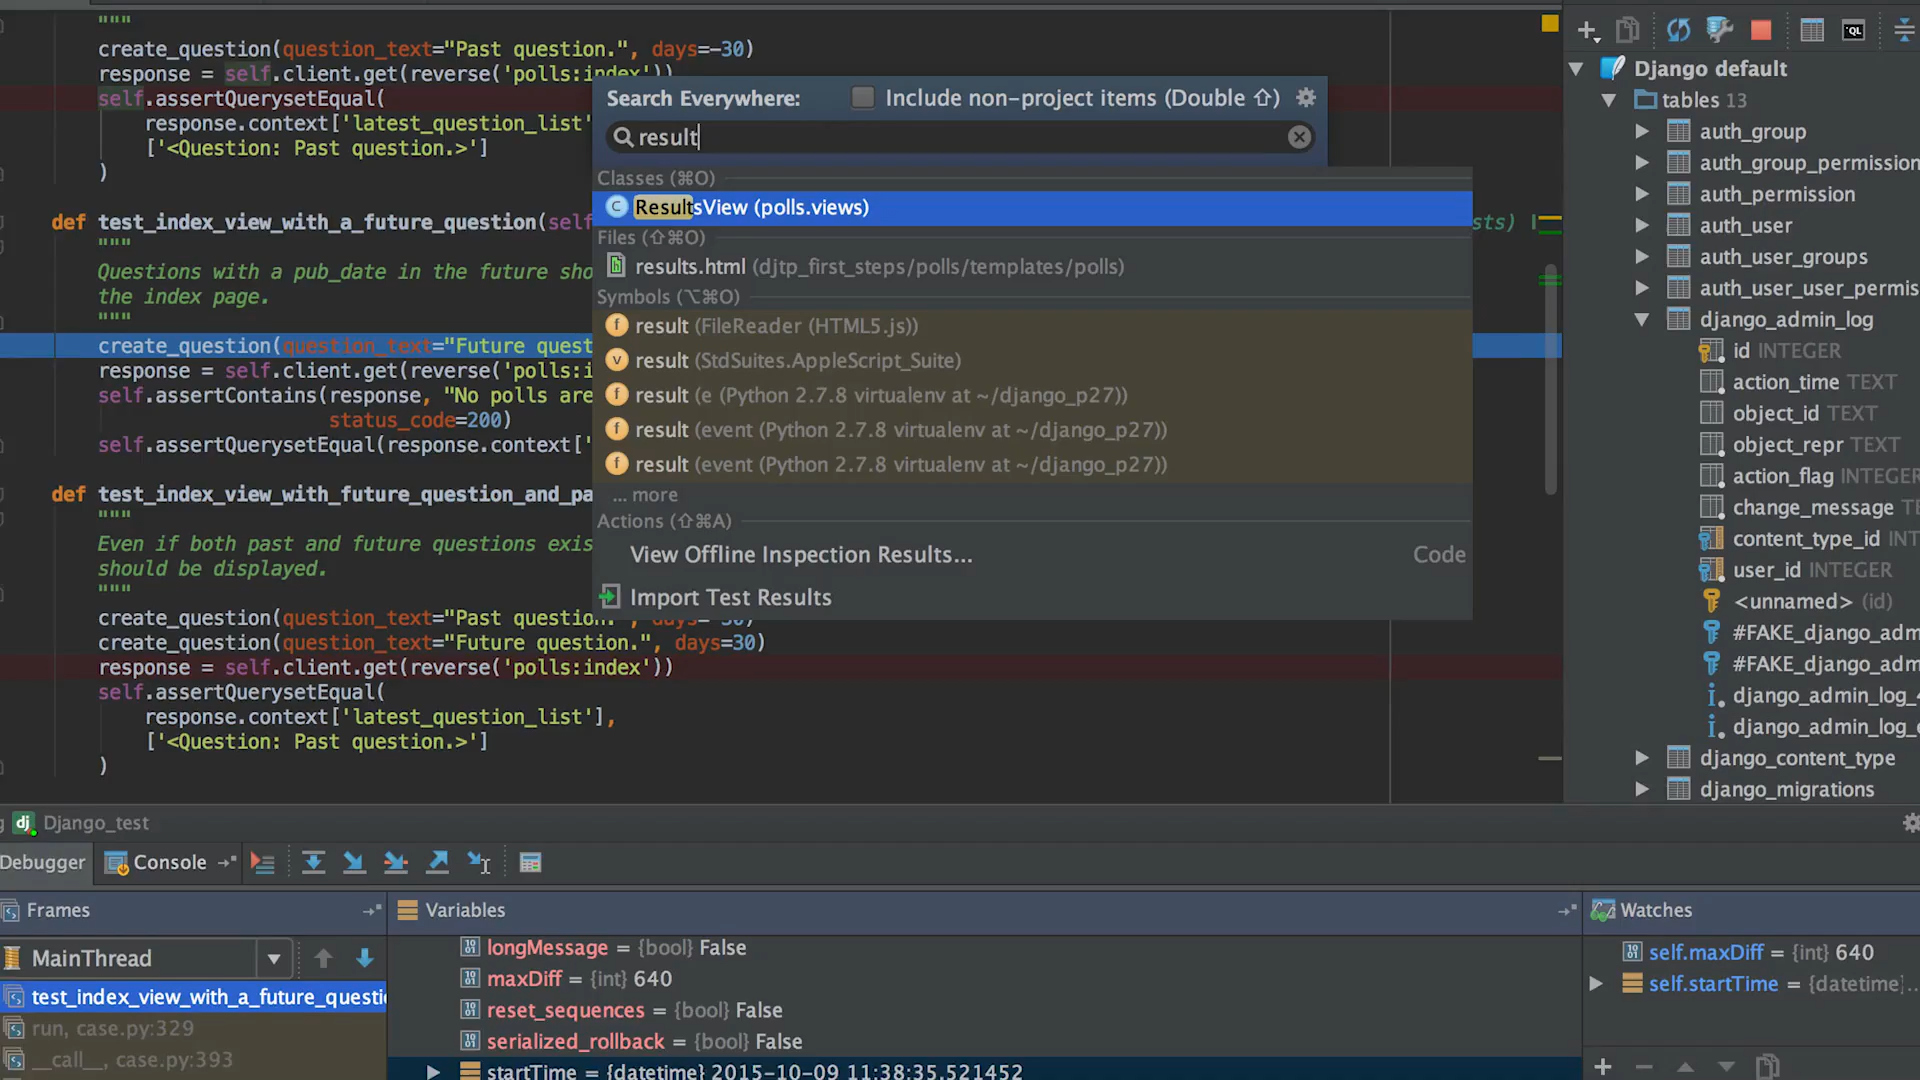 """
create_question(question_text="Past question.", days=-30)
response = self.client.get(reverse('polls:index'))
self.assertQuerysetEqual(
response.context['latest_question_list'
['<Question: Past question.>']
)
def test_index_view_with_a_future_question(self
sts)
"""
Questions with a pub_date in the future sho
the index page.
"""
create_question(question_text="Future quest
response = self.client.get(reverse('polls:i
self.assertContains(response, "No polls are
status_code=200)
self.assertQuerysetEqual(response.context['
def test_index_view_with_future_question_and_pa
"""
Even if both past and future questions exis
should be displayed.
"""
create_question(question_text="Past question.", days=-30)
create_question(question_text="Future question.", days=30)
response = self.client.get(reverse('polls:index'))
self.assertQuerysetEqual(
response.context['latest_question_list'],
['<Question: Past question.>']
)
Search Everywhere: Include non-project items (Double ⇧)
result
Classes (⌘O)
C ResultsView (polls.views)
Files (⇧⌘O)
results.html (djtp_first_steps/polls/templates/polls)
Symbols (⌥⌘O)
f result (FileReader (HTML5.js))
v result (StdSuites.AppleScript_Suite)
f result (e (Python 2.7.8 virtualenv at ~/django_p27))
f result (event (Python 2.7.8 virtualenv at ~/django_p27))
f result (event (Python 2.7.8 virtualenv at ~/django_p27))
... more
Actions (⇧⌘A)
View Offline Inspection Results... Code
Import Test Results
QL
Django default
tables 13
auth_group
auth_group_permission
auth_permission
auth_user
auth_user_groups
auth_user_user_permis
django_admin_log
id INTEGER
action_time TEXT
object_id TEXT
object_repr TEXT
action_flag INTEGER
change_message TE
content_type_id INT
user_id INTEGER
<unnamed> (id)
#FAKE_django_adm
#FAKE_django_adm
django_admin_log_
django_admin_log_
django_content_type
django_migrations
g dj Django_test
Debugger Console
Frames
MainThread
test_index_view_with_a_future_questi
run, case.py:329
__call__, case.py:393
Variables
longMessage = {bool} False
maxDiff = {int} 640
reset_sequences = {bool} False
serialized_rollback = {bool} False
startTime = {datetime} 2015-10-09 11:38:35.521452
Watches
self.maxDiff = {int} 640
self.startTime = {datetime}...